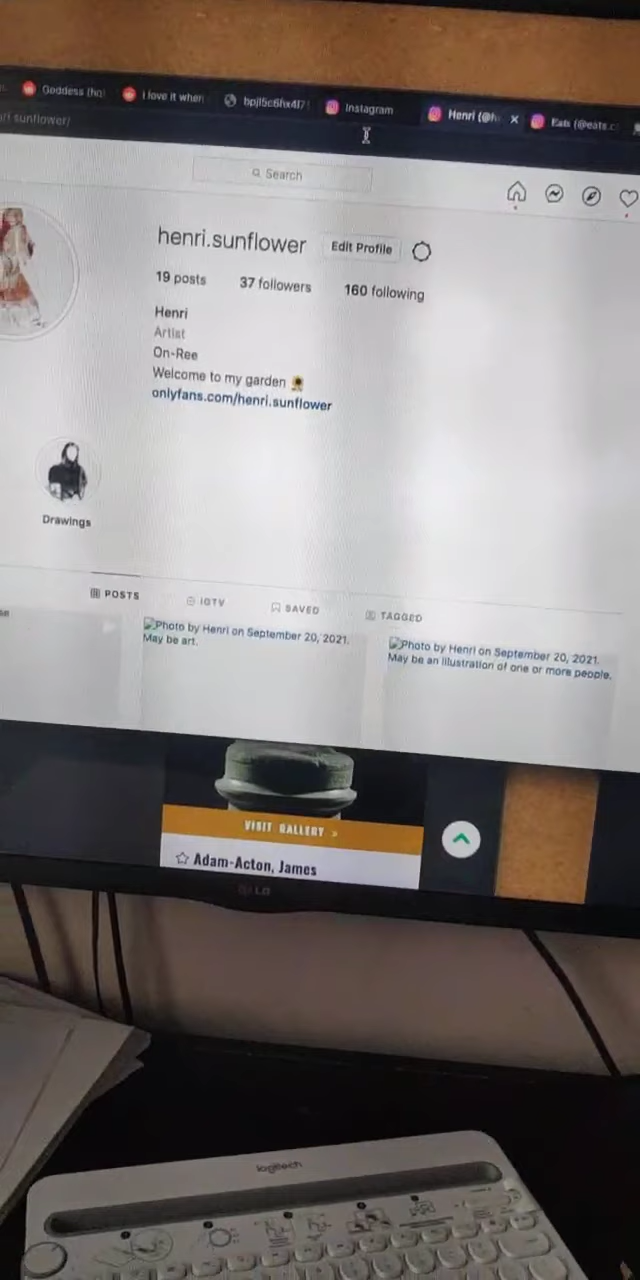 Goddess (ho
I love it when
bpjl5c6hx4l71
Instagram
Henri (@h
Eats (@eats.c
ri.sunflower/
Search
henri.sunflower
Edit Profile
19 posts
37 followers
160 following
Henri
Artist
On-Ree
Welcome to my garden 🌻
onlyfans.com/henri.sunflower
Drawings
POSTS
IGTV
SAVED
TAGGED
Photo by Henri on September 20, 2021.
May be art.
Photo by Henri on September 20, 2021.
May be an illustration of one or more people.
VISIT GALLERY >
Adam-Acton, James
LG
logitech